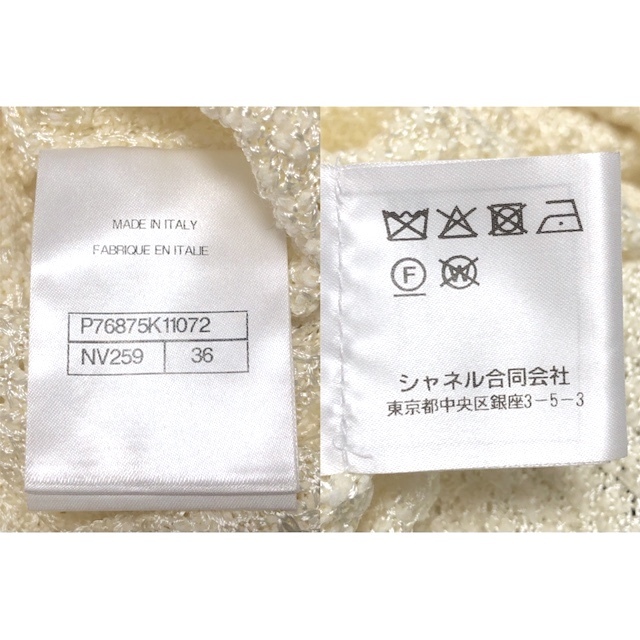 MADE IN ITALY
FABRIQUE EN ITALIE
P76875K11072
NV259 36
F W
シャネル合同会社
東京都中央区銀座3-5-3